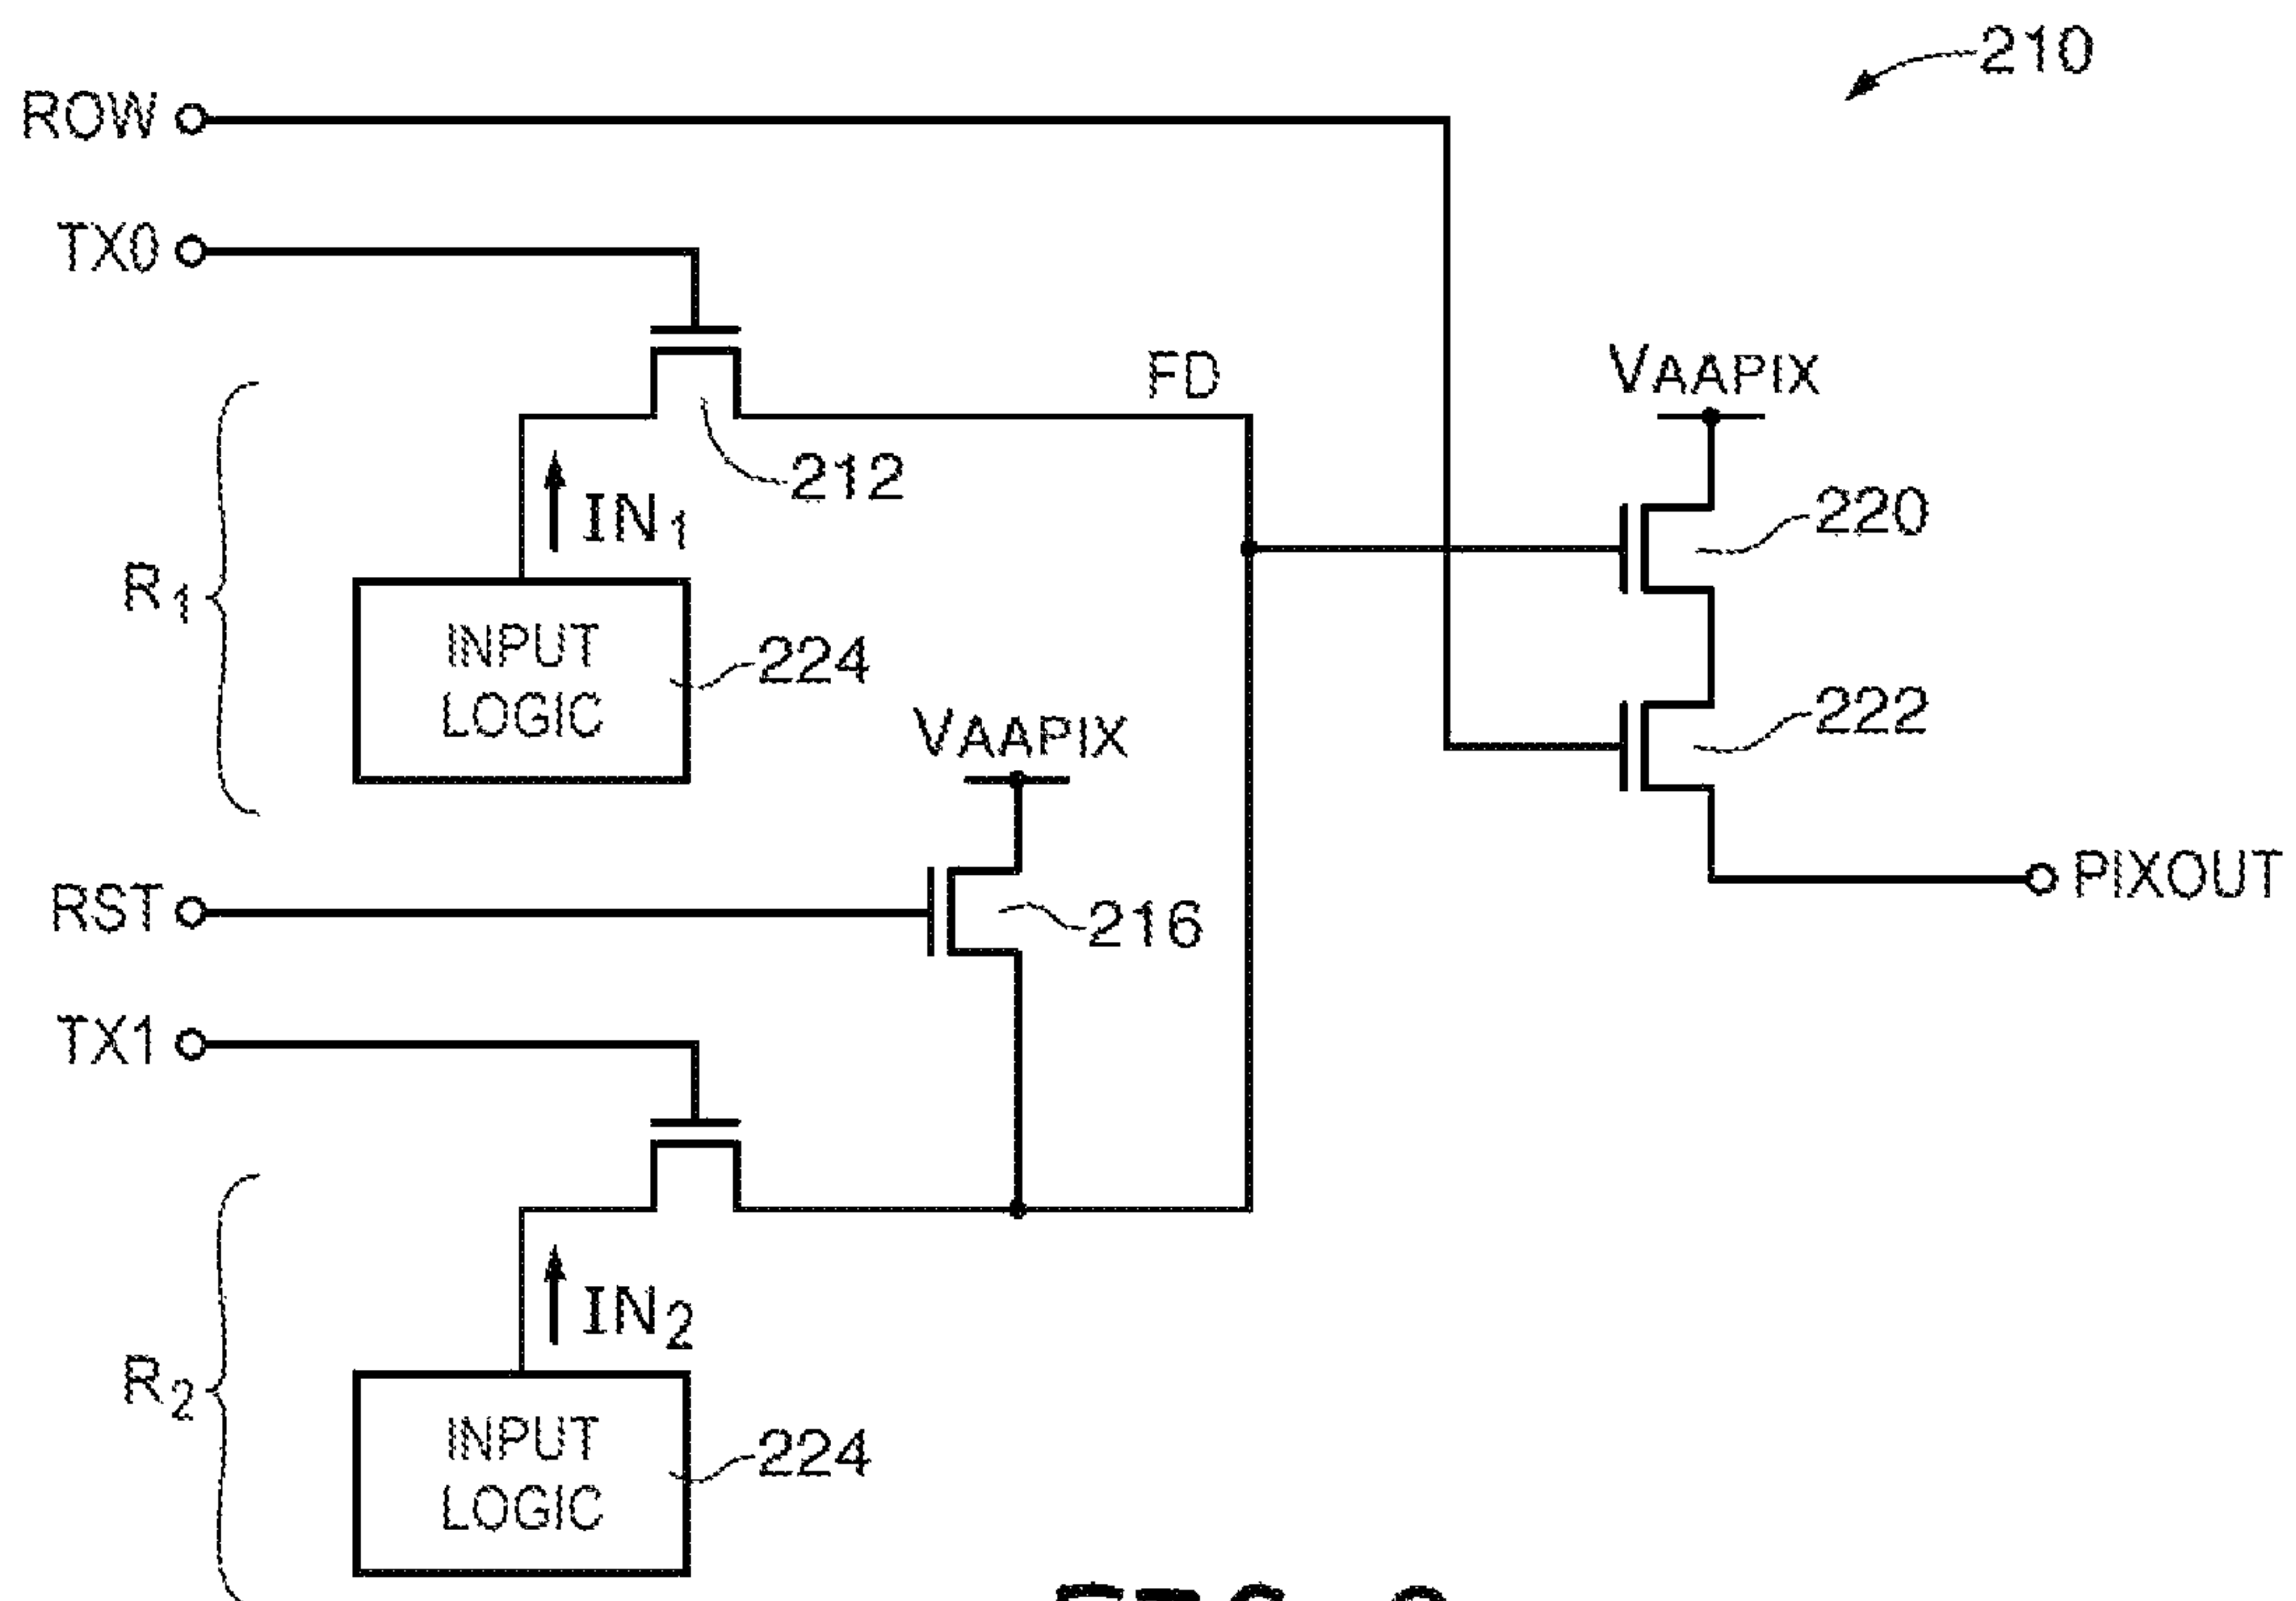 210
ROW
TX0
FD
VAAPIX
212
220
IN1
R1
INPUT
LOGIC
224
222
VAAPIX
PIXOUT
RST
216
TX1
IN2
R2
INPUT
LOGIC
224